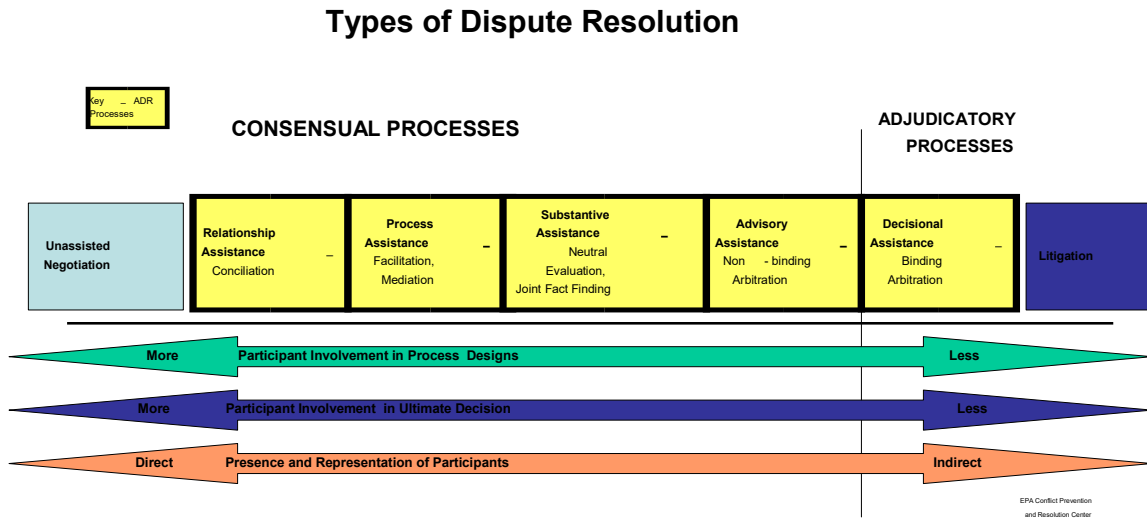 Types of Dispute Resolution
Key – ADR
Processes
CONSENSUAL PROCESSES
ADJUDICATORY
PROCESSES
Unassisted
Negotiation
Relationship
Assistance –
Conciliation
Process
Assistance –
Facilitation,
Mediation
Substantive
Assistance –
Neutral
Evaluation,
Joint Fact Finding
Advisory
Assistance –
Non - binding
Arbitration
Decisional
Assistance –
Binding
Arbitration
Litigation
More Participant Involvement in Process Designs Less
More Participant Involvement in Ultimate Decision Less
Direct Presence and Representation of Participants Indirect
EPA Conflict Prevention
and Resolution Center